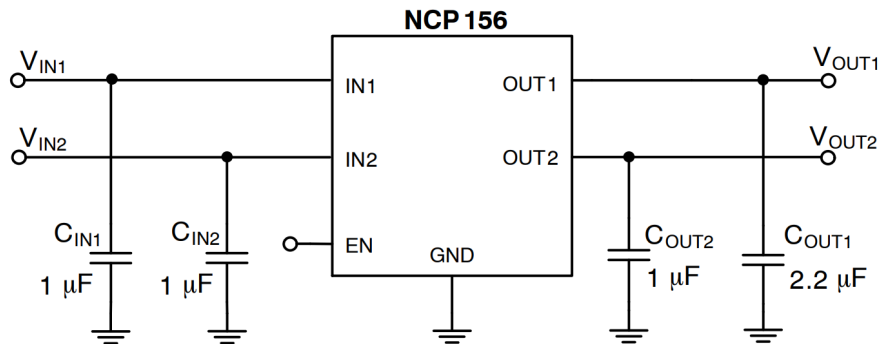 NCP 156
V_IN1
V_OUT1
IN1
OUT1
V_IN2
V_OUT2
IN2
OUT2
C_IN1
C_IN2
EN
GND
C_OUT2
C_OUT1
1 µF
1 µF
1 µF
2.2 µF